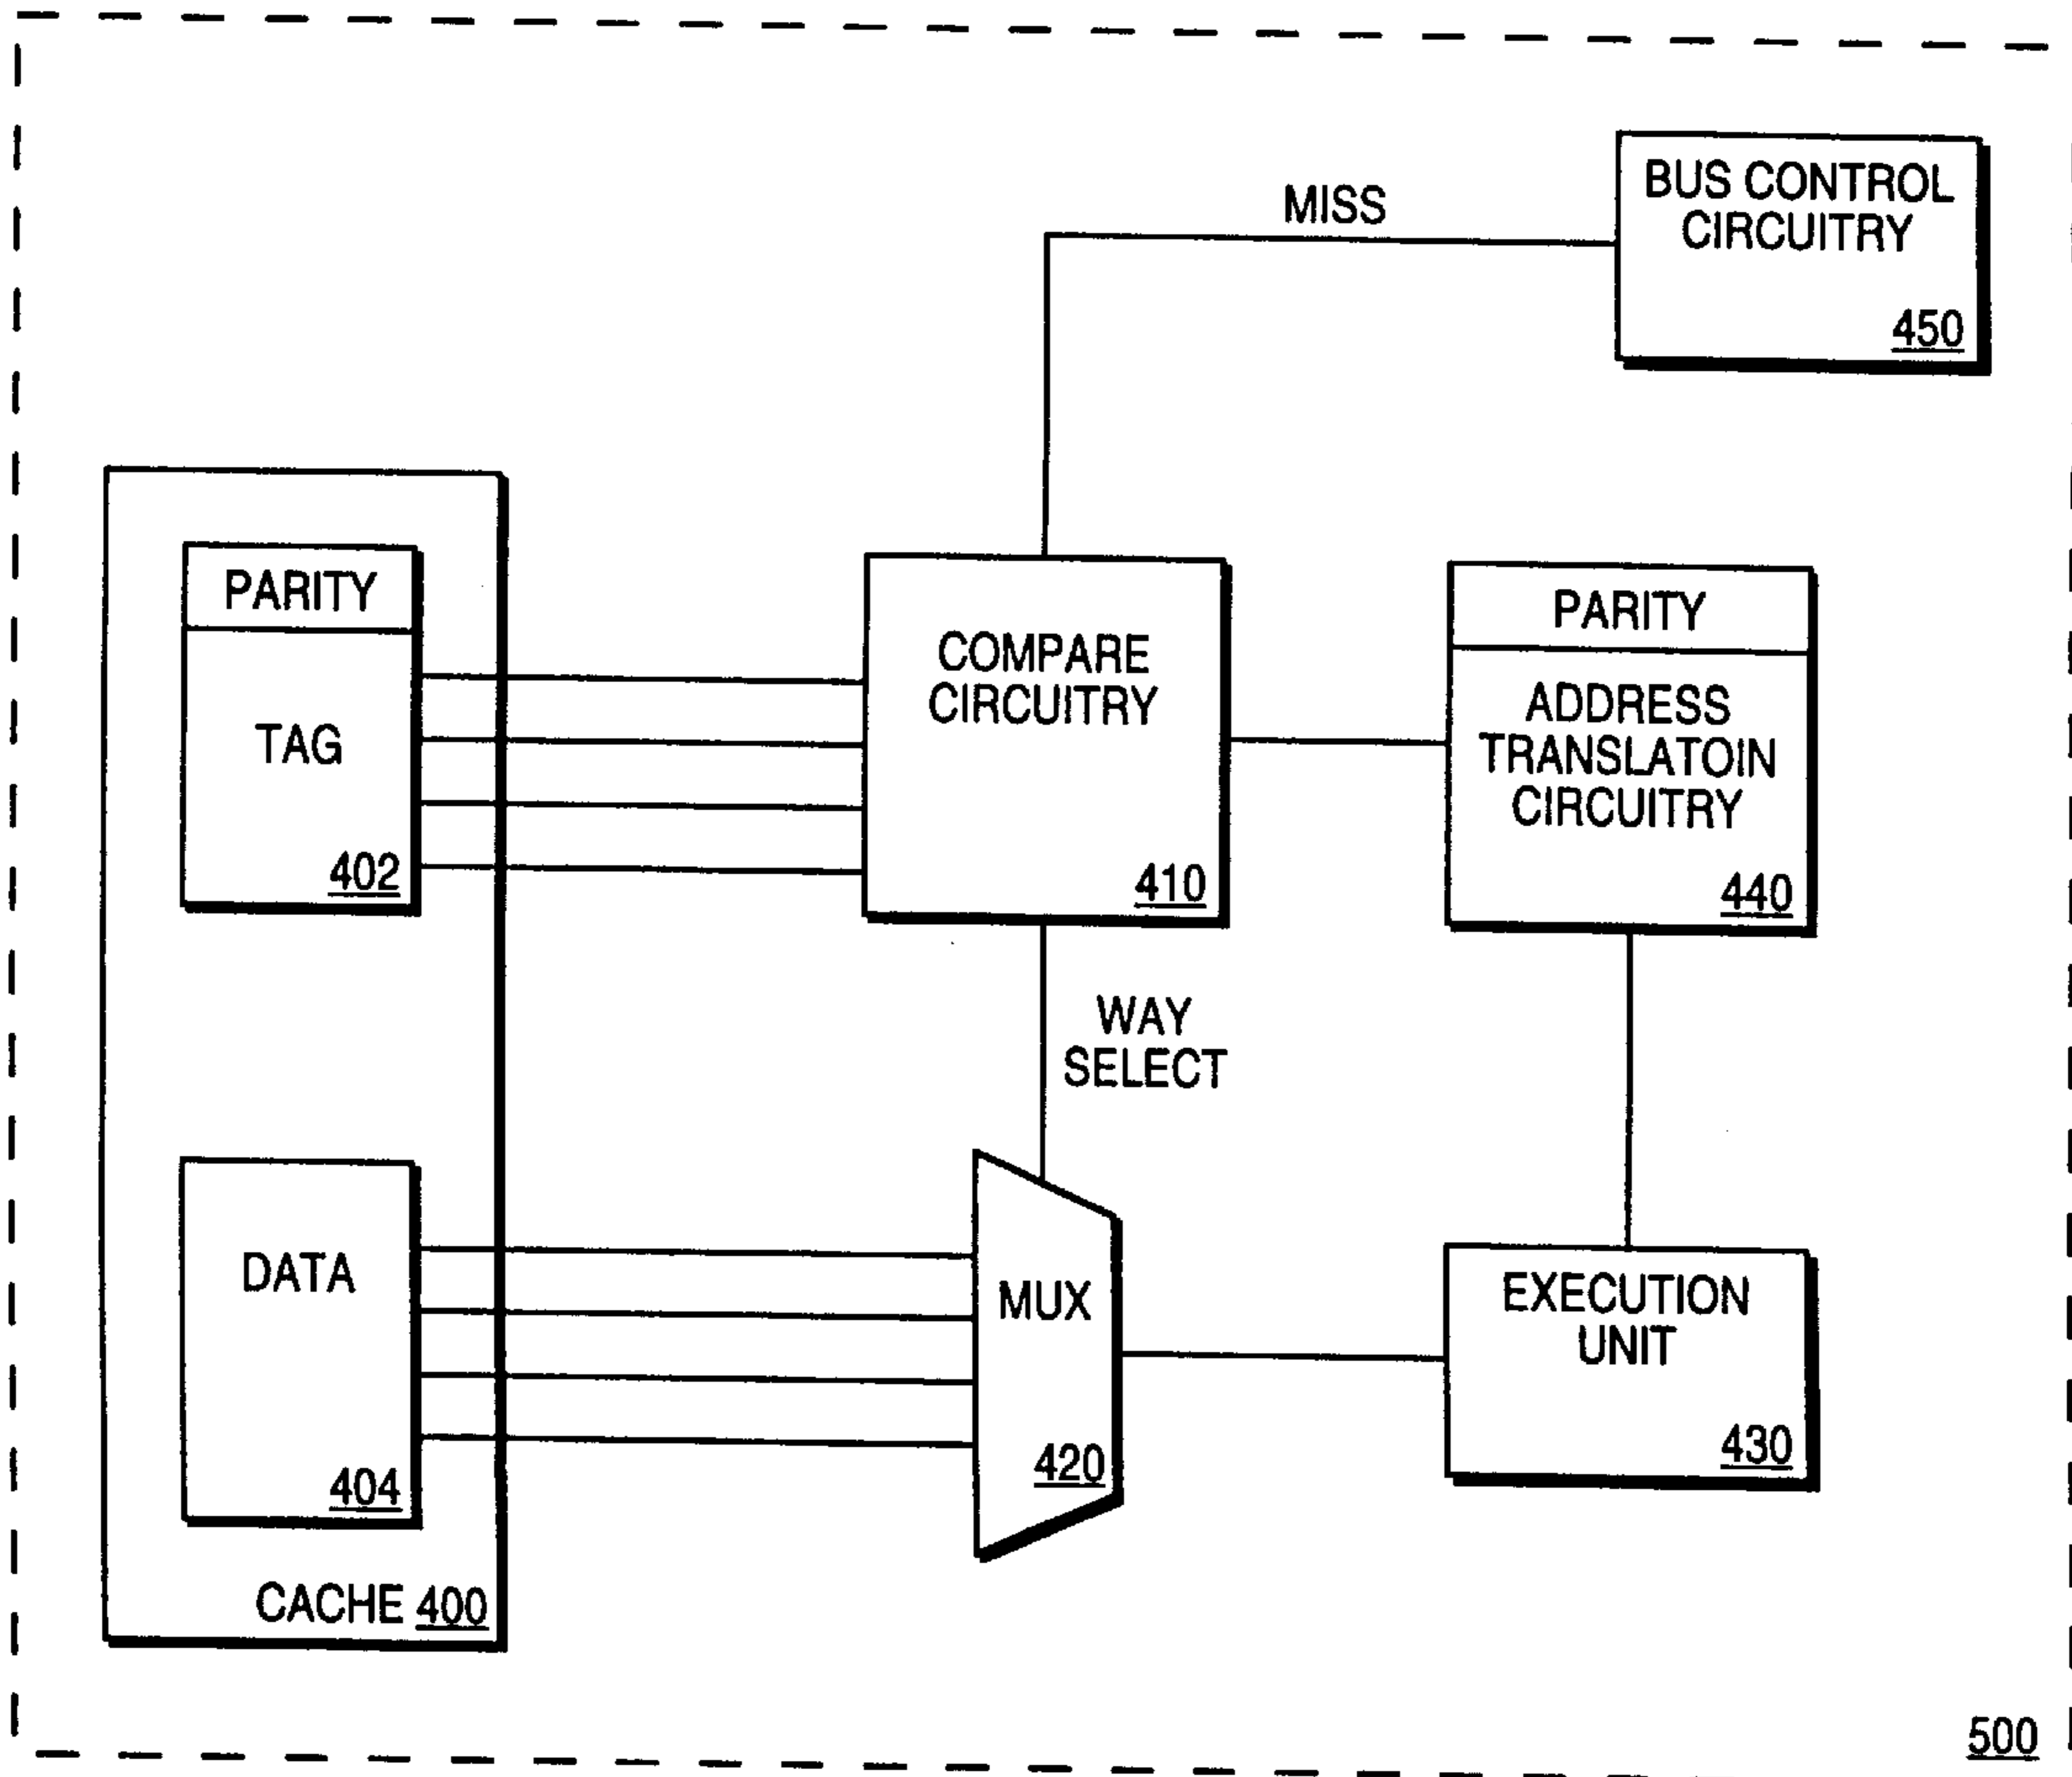 MISS
BUS CONTROL
CIRCUITRY
450
PARITY
TAG
402
COMPARE
CIRCUITRY
410
PARITY
ADDRESS
TRANSLATOIN
CIRCUITRY
440
WAY
SELECT
DATA
404
MUX
420
EXECUTION
UNIT
430
CACHE 400
500